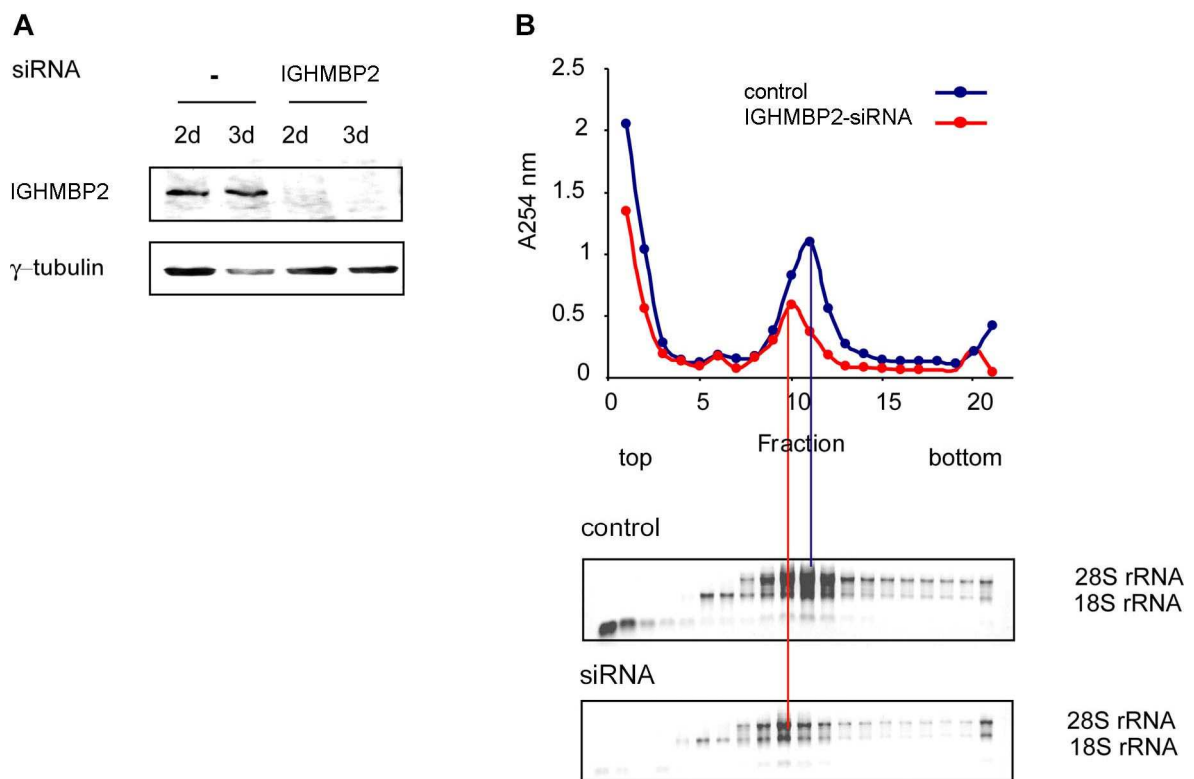 A
siRNA
- IGHMBP2
2d 3d 2d 3d
IGHMBP2
γ-tubulin
B
2.5
2
1.5
1
0.5
0
A254 nm
control
IGHMBP2-siRNA
0 5 10 15 20
Fraction
top bottom
control
28S rRNA
18S rRNA
siRNA
28S rRNA
18S rRNA